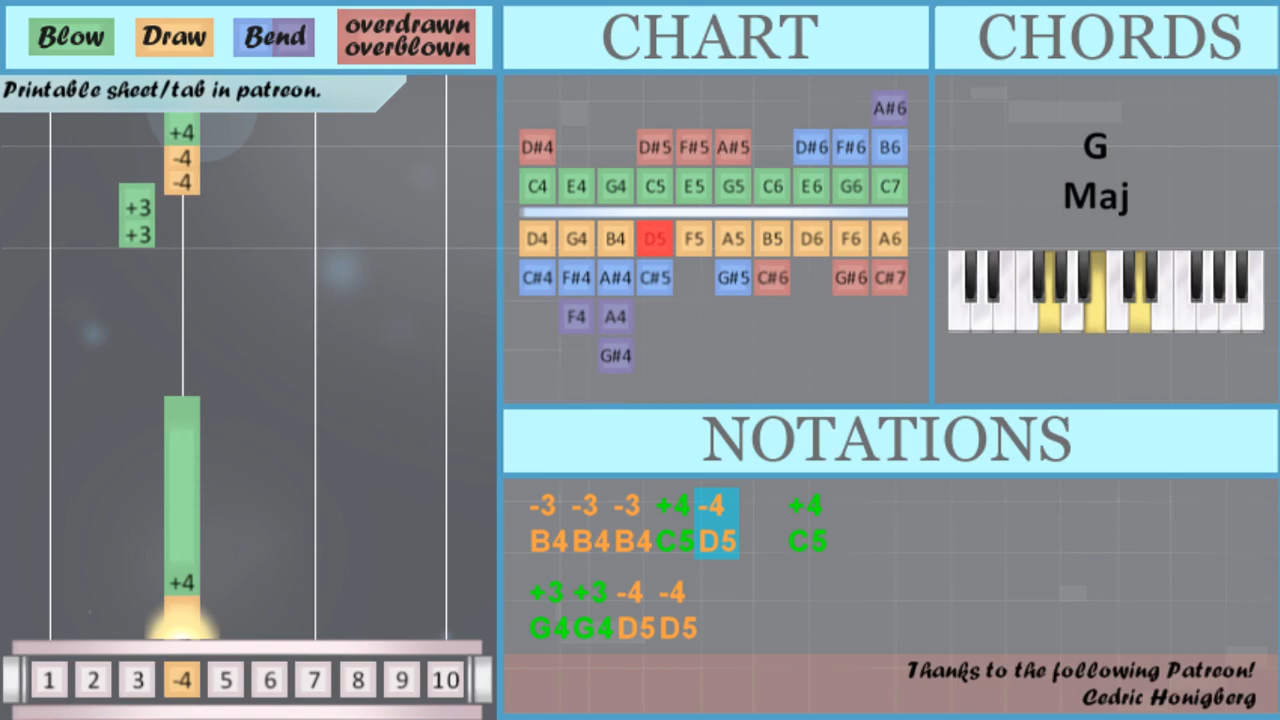 Blow Draw Bend overdrawn
overblown
CHART
CHORDS
Printable sheet/tab in patreon.
+4
-4
-4
+3
+3
+4
1 2 3 -4 5 6 7 8 9 10
A#6
D#4 D#5 F#5 A#5 D#6 F#6 B6
C4 E4 G4 C5 E5 G5 C6 E6 G6 C7
D4 G4 B4 D5 F5 A5 B5 D6 F6 A6
C#4 F#4 A#4 C#5 G#5 C#6 G#6 C#7
F4 A4
G#4
G
Maj
NOTATIONS
-3 -3 -3 +4 -4 +4
B4 B4 B4 C5 D5 C5
+3 +3 -4 -4
G4 G4 D5 D5
Thanks to the following Patreon!
Cedric Honigberg